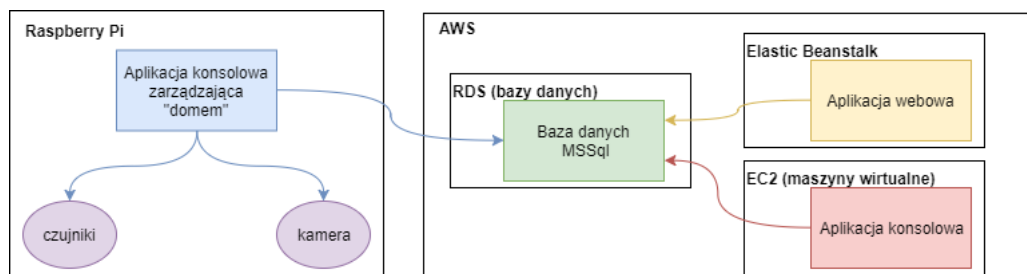 Raspberry Pi
Aplikacja konsolowa
zarządzająca
"domem"
czujniki
kamera
AWS
RDS (bazy danych)
Baza danych
MSSql
Elastic Beanstalk
Aplikacja webowa
EC2 (maszyny wirtualne)
Aplikacja konsolowa